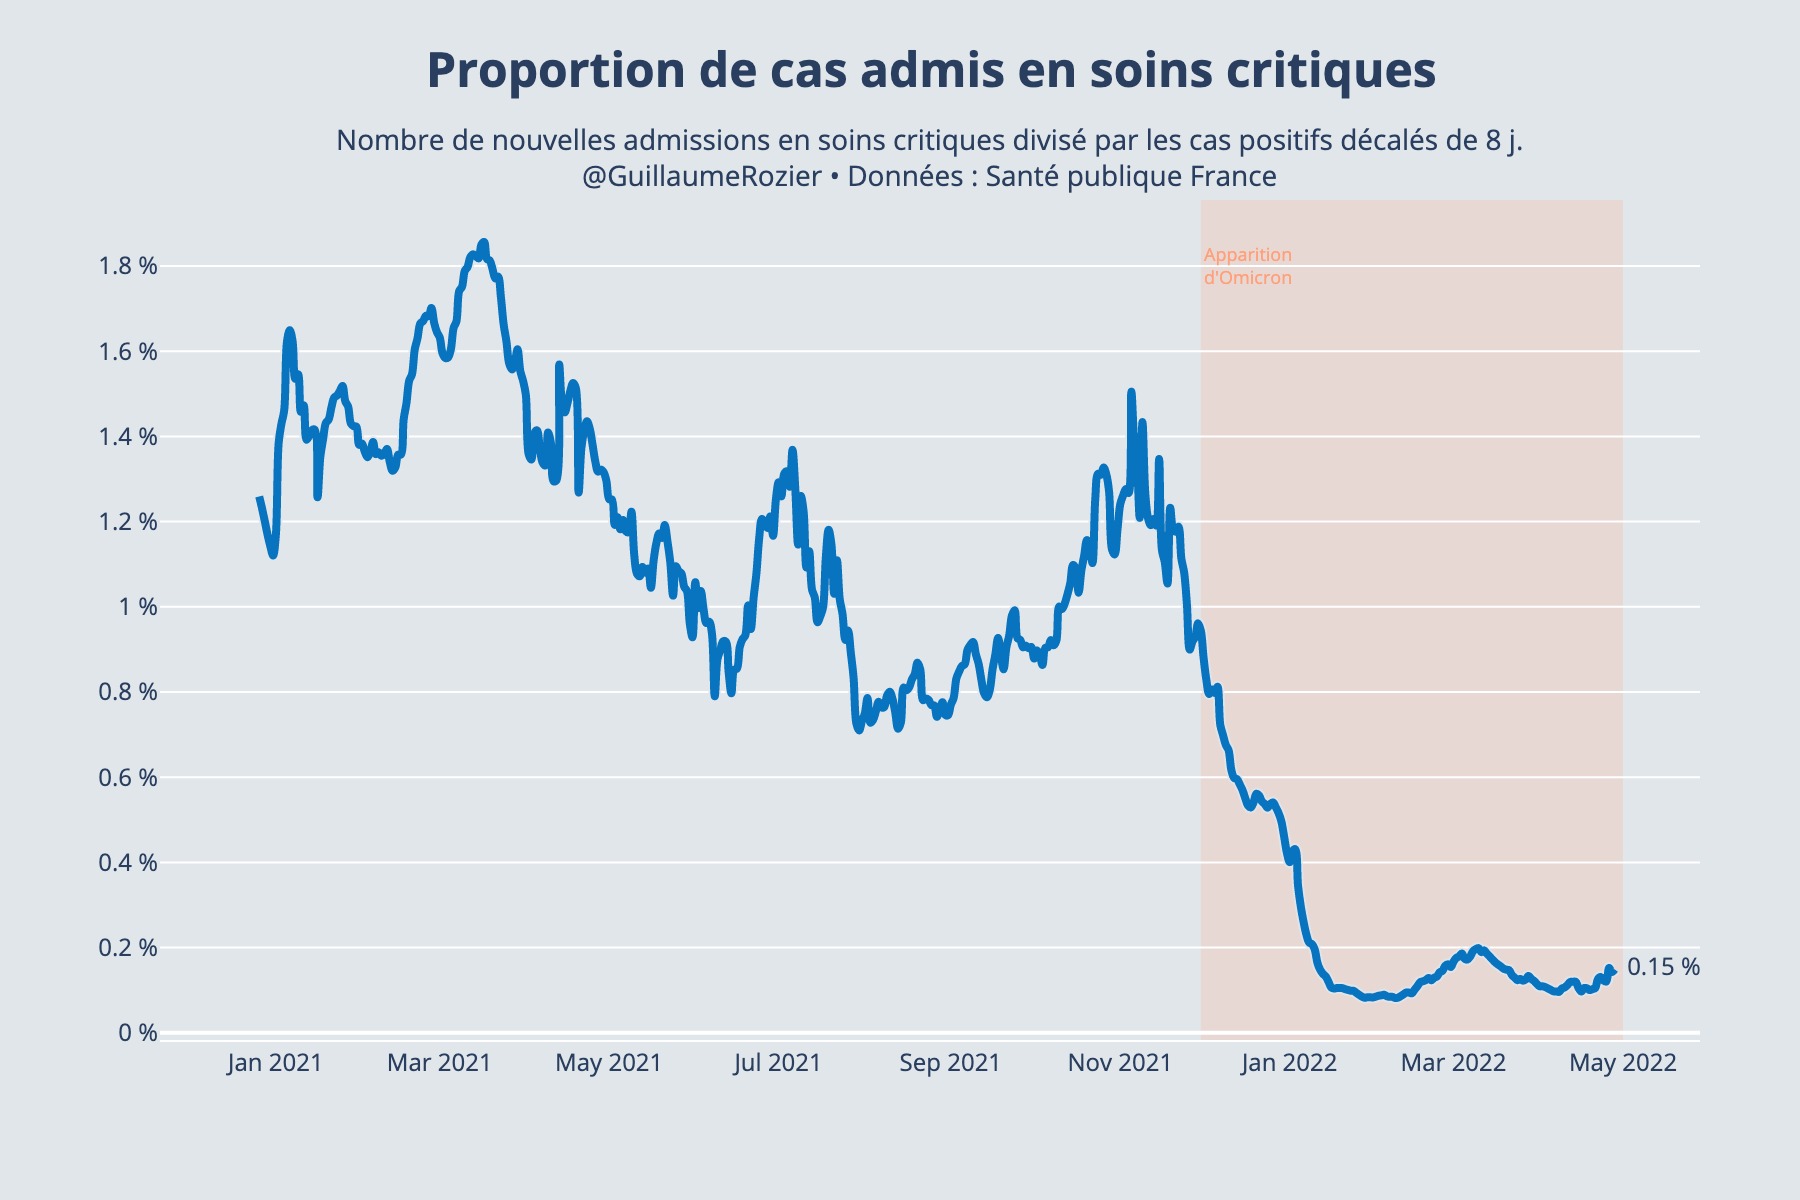 Proportion de cas admis en soins critiques
Nombre de nouvelles admissions en soins critiques divisé par les cas positifs décalés de 8 j.
@GuillaumeRozier • Données : Santé publique France
Apparition
d'Omicron
1.8 %
1.6 %
1.4 %
1.2 %
1 %
0.8 %
0.6 %
0.4 %
0.2 %
0.15 %
0 %
Jan 2021 Mar 2021 May 2021 Jul 2021 Sep 2021 Nov 2021 Jan 2022 Mar 2022 May 2022